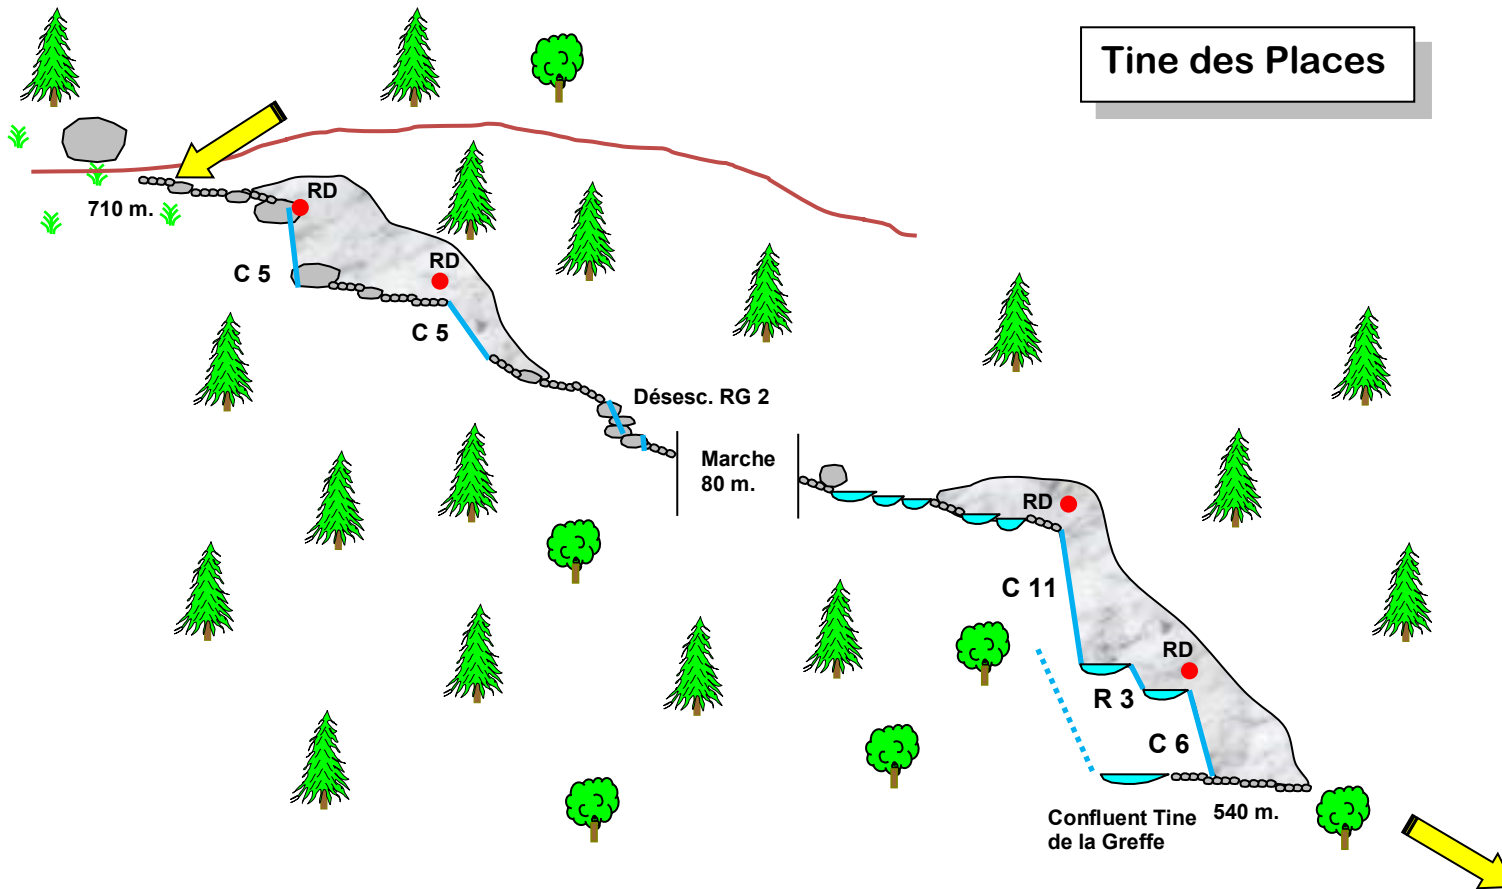 Tine des Places
RD
710 m.
C 5
RD
C 5
Désesc. RG 2
Marche
80 m.
RD
C 11
RD
R 3
C 6
540 m.
Confluent Tine
de la Greffe